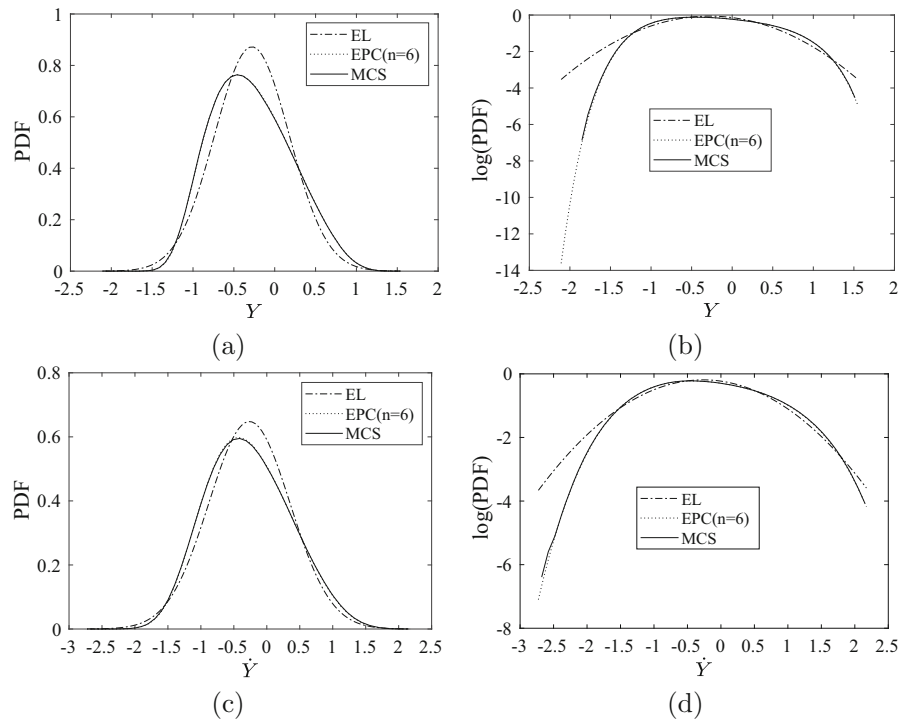 1
0.8
0.6
0.4
0.2
0
PDF
EL
EPC(n=6)
MCS
-2.5 -2 -1.5 -1 -0.5 0 0.5 1 1.5 2
Y
(a)
0
-2
-4
-6
-8
-10
-12
-14
log(PDF)
EL
EPC(n=6)
MCS
-2.5 -2 -1.5 -1 -0.5 0 0.5 1 1.5 2
Y
(b)
0.8
0.6
0.4
0.2
0
PDF
EL
EPC(n=6)
MCS
-3 -2.5 -2 -1.5 -1 -0.5 0 0.5 1 1.5 2 2.5
Ẏ
(c)
0
-2
-4
-6
-8
log(PDF)
EL
EPC(n=6)
MCS
-3 -2.5 -2 -1.5 -1 -0.5 0 0.5 1 1.5 2 2.5
Ẏ
(d)